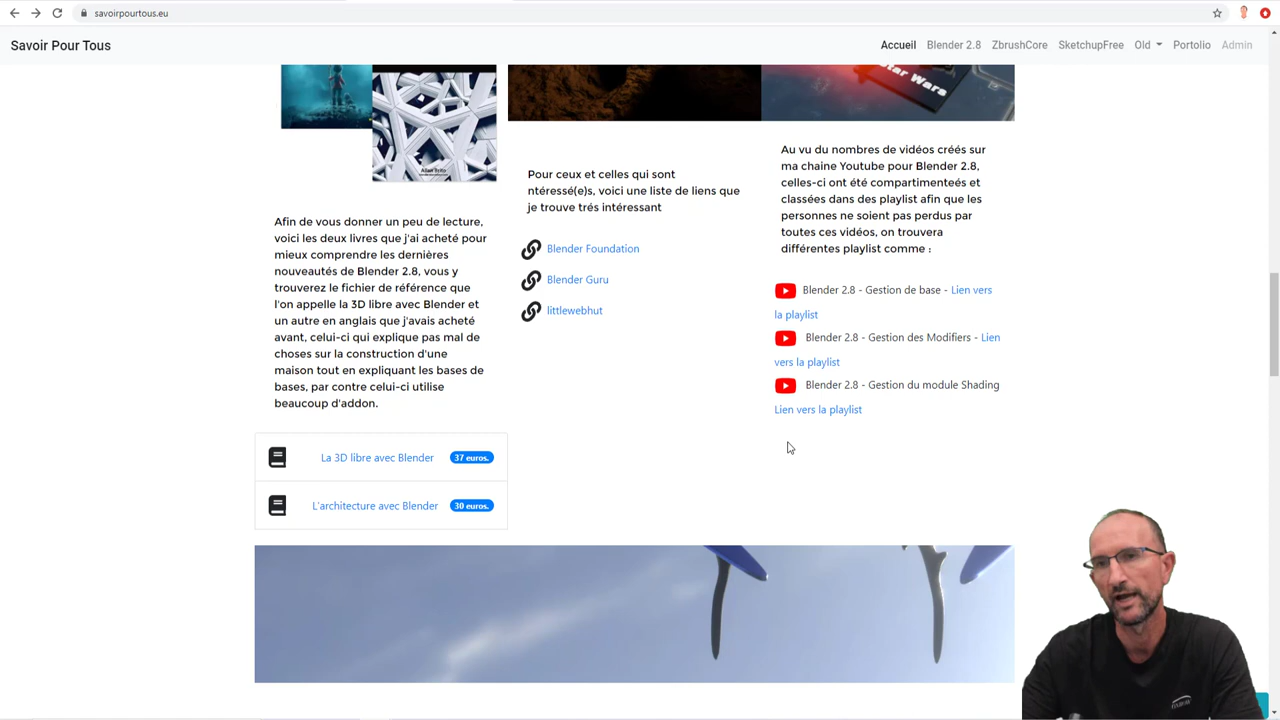 savoirpourtous.eu
Savoir Pour Tous
Accueil
Blender 2.8
ZbrushCore
SketchupFree
Old
Portolio
Admin
Star Wars
Allan Brito
Afin de vous donner un peu de lecture,
voici les deux livres que j'ai acheté pour
mieux comprendre les dernières
nouveautés de Blender 2.8, vous y
trouverez le fichier de référence que
l'on appelle la 3D libre avec Blender et
un autre en anglais que j'avais acheté
avant, celui-ci qui explique pas mal de
choses sur la construction d'une
maison tout en expliquant les bases de
bases, par contre celui-ci utilise
beaucoup d'addon.
La 3D libre avec Blender 37 euros.
L'architecture avec Blender 30 euros.
Pour ceux et celles qui sont
ntéressé(e)s, voici une liste de liens que
je trouve trés intéressant
Blender Foundation
Blender Guru
littlewebhut
Au vu du nombres de vidéos créés sur
ma chaine Youtube pour Blender 2.8,
celles-ci ont été compartimenteés et
classées dans des playlist afin que les
personnes ne soient pas perdus par
toutes ces vidéos, on trouvera
différentes playlist comme :
Blender 2.8 - Gestion de base - Lien vers
la playlist
Blender 2.8 - Gestion des Modifiers - Lien
vers la playlist
Blender 2.8 - Gestion du module Shading
Lien vers la playlist